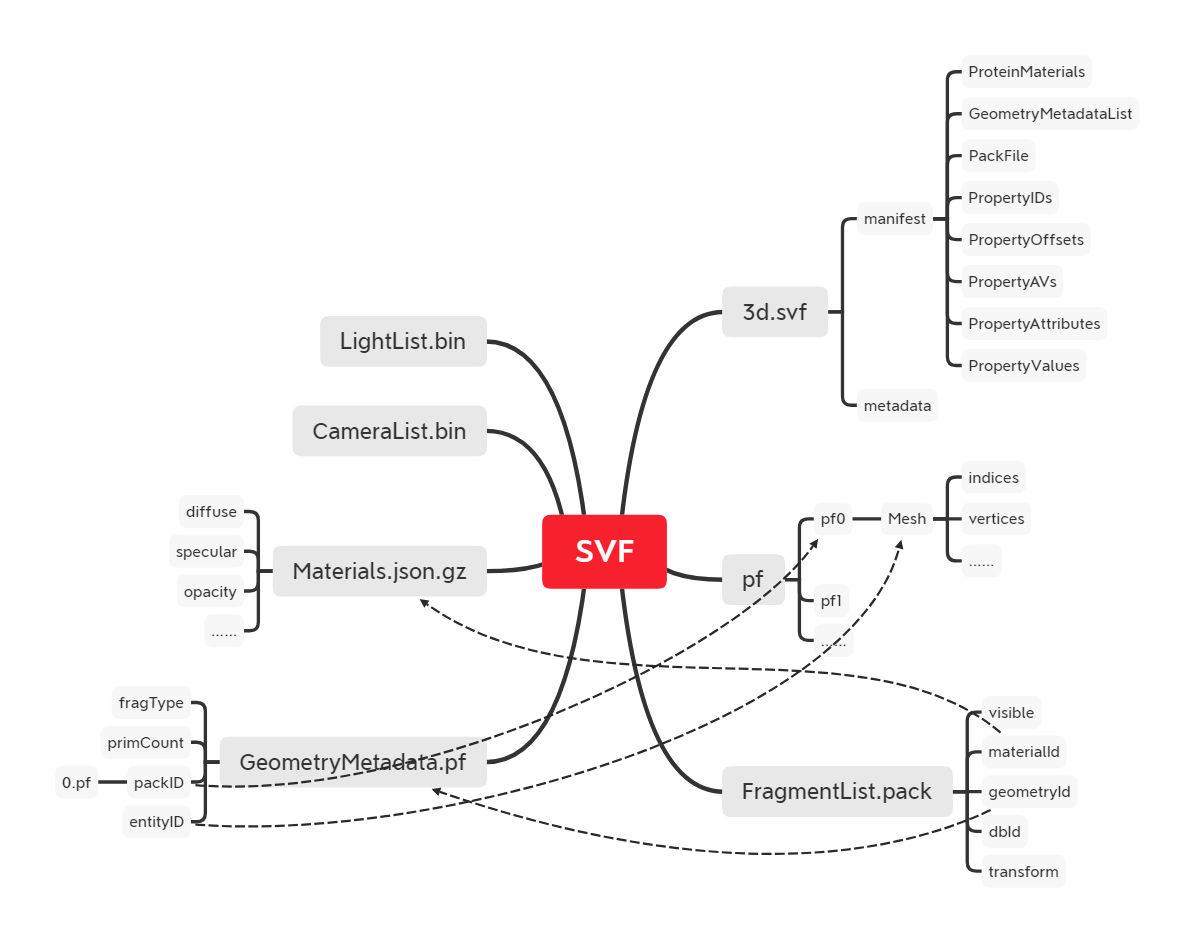 SVF
3d.svf
manifest
ProteinMaterials
GeometryMetadataList
PackFile
PropertyIDs
PropertyOffsets
PropertyAVs
PropertyAttributes
PropertyValues
metadata
pf
pf0
Mesh
indices
vertices
......
pf1
......
FragmentList.pack
visible
materialId
geometryId
dbId
transform
LightList.bin
CameraList.bin
Materials.json.gz
diffuse
specular
opacity
......
GeometryMetadata.pf
fragType
primCount
packID
0.pf
entityID